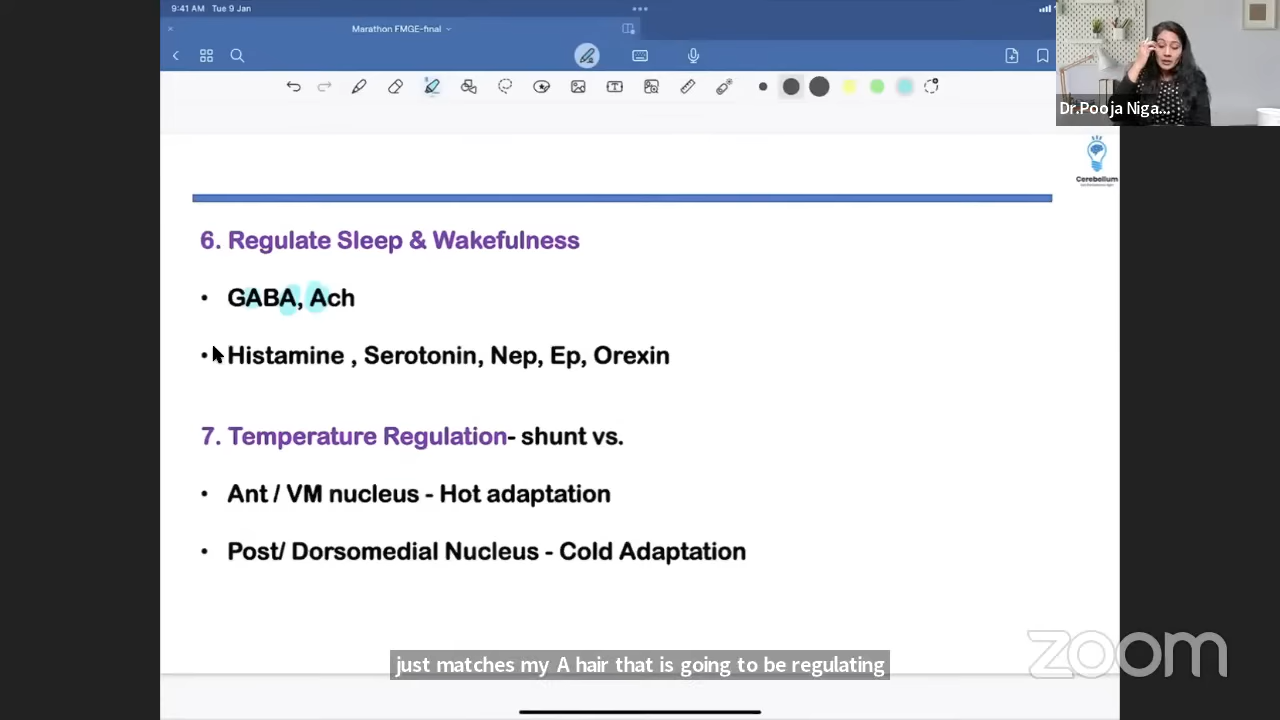 9:41 AM Tue 9 Jan
Marathon FMGE-final
Dr.Pooja Niga...
Cerebellum
6. Regulate Sleep & Wakefulness
• GABA, Ach
• Histamine , Serotonin, Nep, Ep, Orexin
7. Temperature Regulation- shunt vs.
• Ant / VM nucleus - Hot adaptation
• Post/ Dorsomedial Nucleus - Cold Adaptation
just matches my A hair that is going to be regulating
zoom